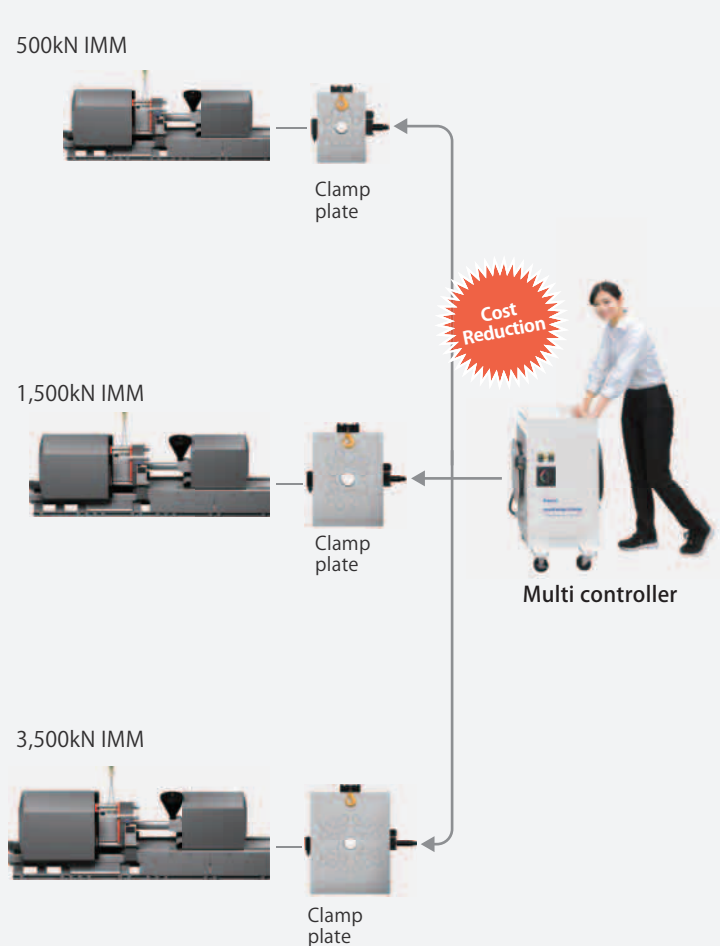 500kN IMM
Clamp
plate
Cost
Reduction
1,500kN IMM
Clamp
plate
Multi controller
3,500kN IMM
Clamp
plate